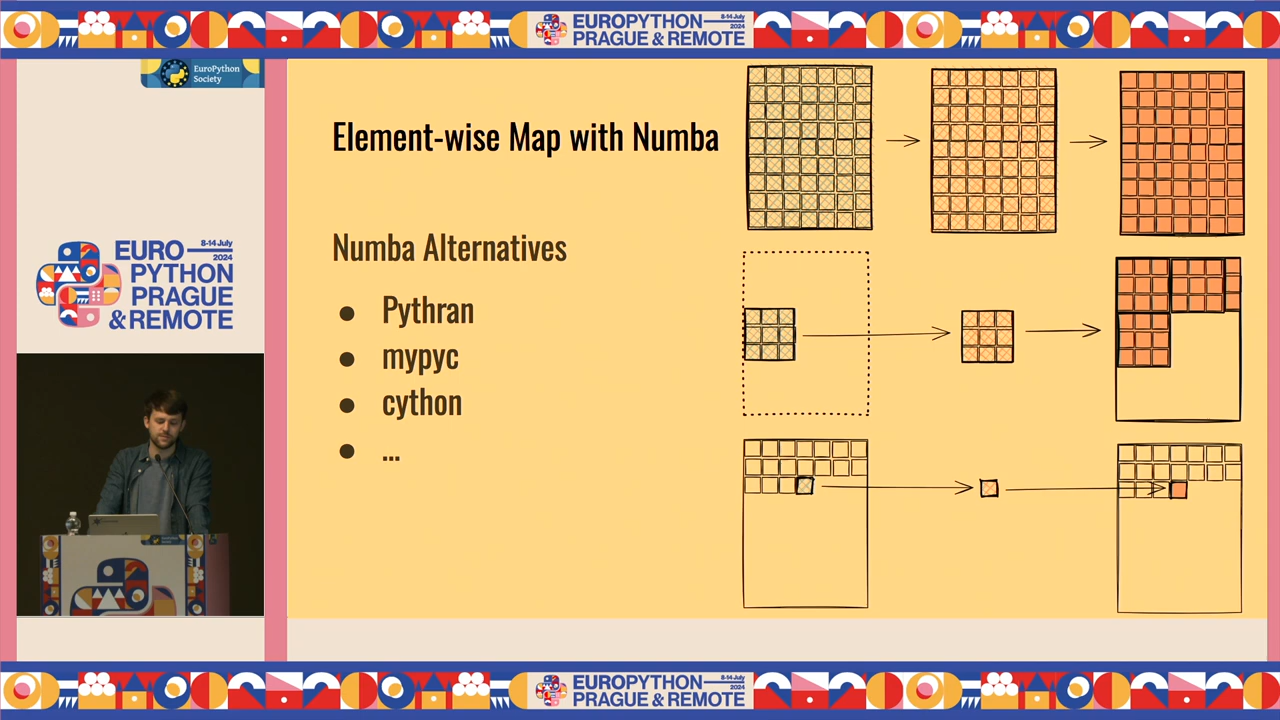 EUROPYTHON
8-14 July
2024
PRAGUE & REMOTE
EuroPython
Society
EURO
8-14 July
2024
PYTHON
PRAGUE
& REMOTE
Element-wise Map with Numba
Numba Alternatives
● Pythran
● mypyc
● cython
● ...
EUROPYTHON
8-14 July
2024
PRAGUE & REMOTE